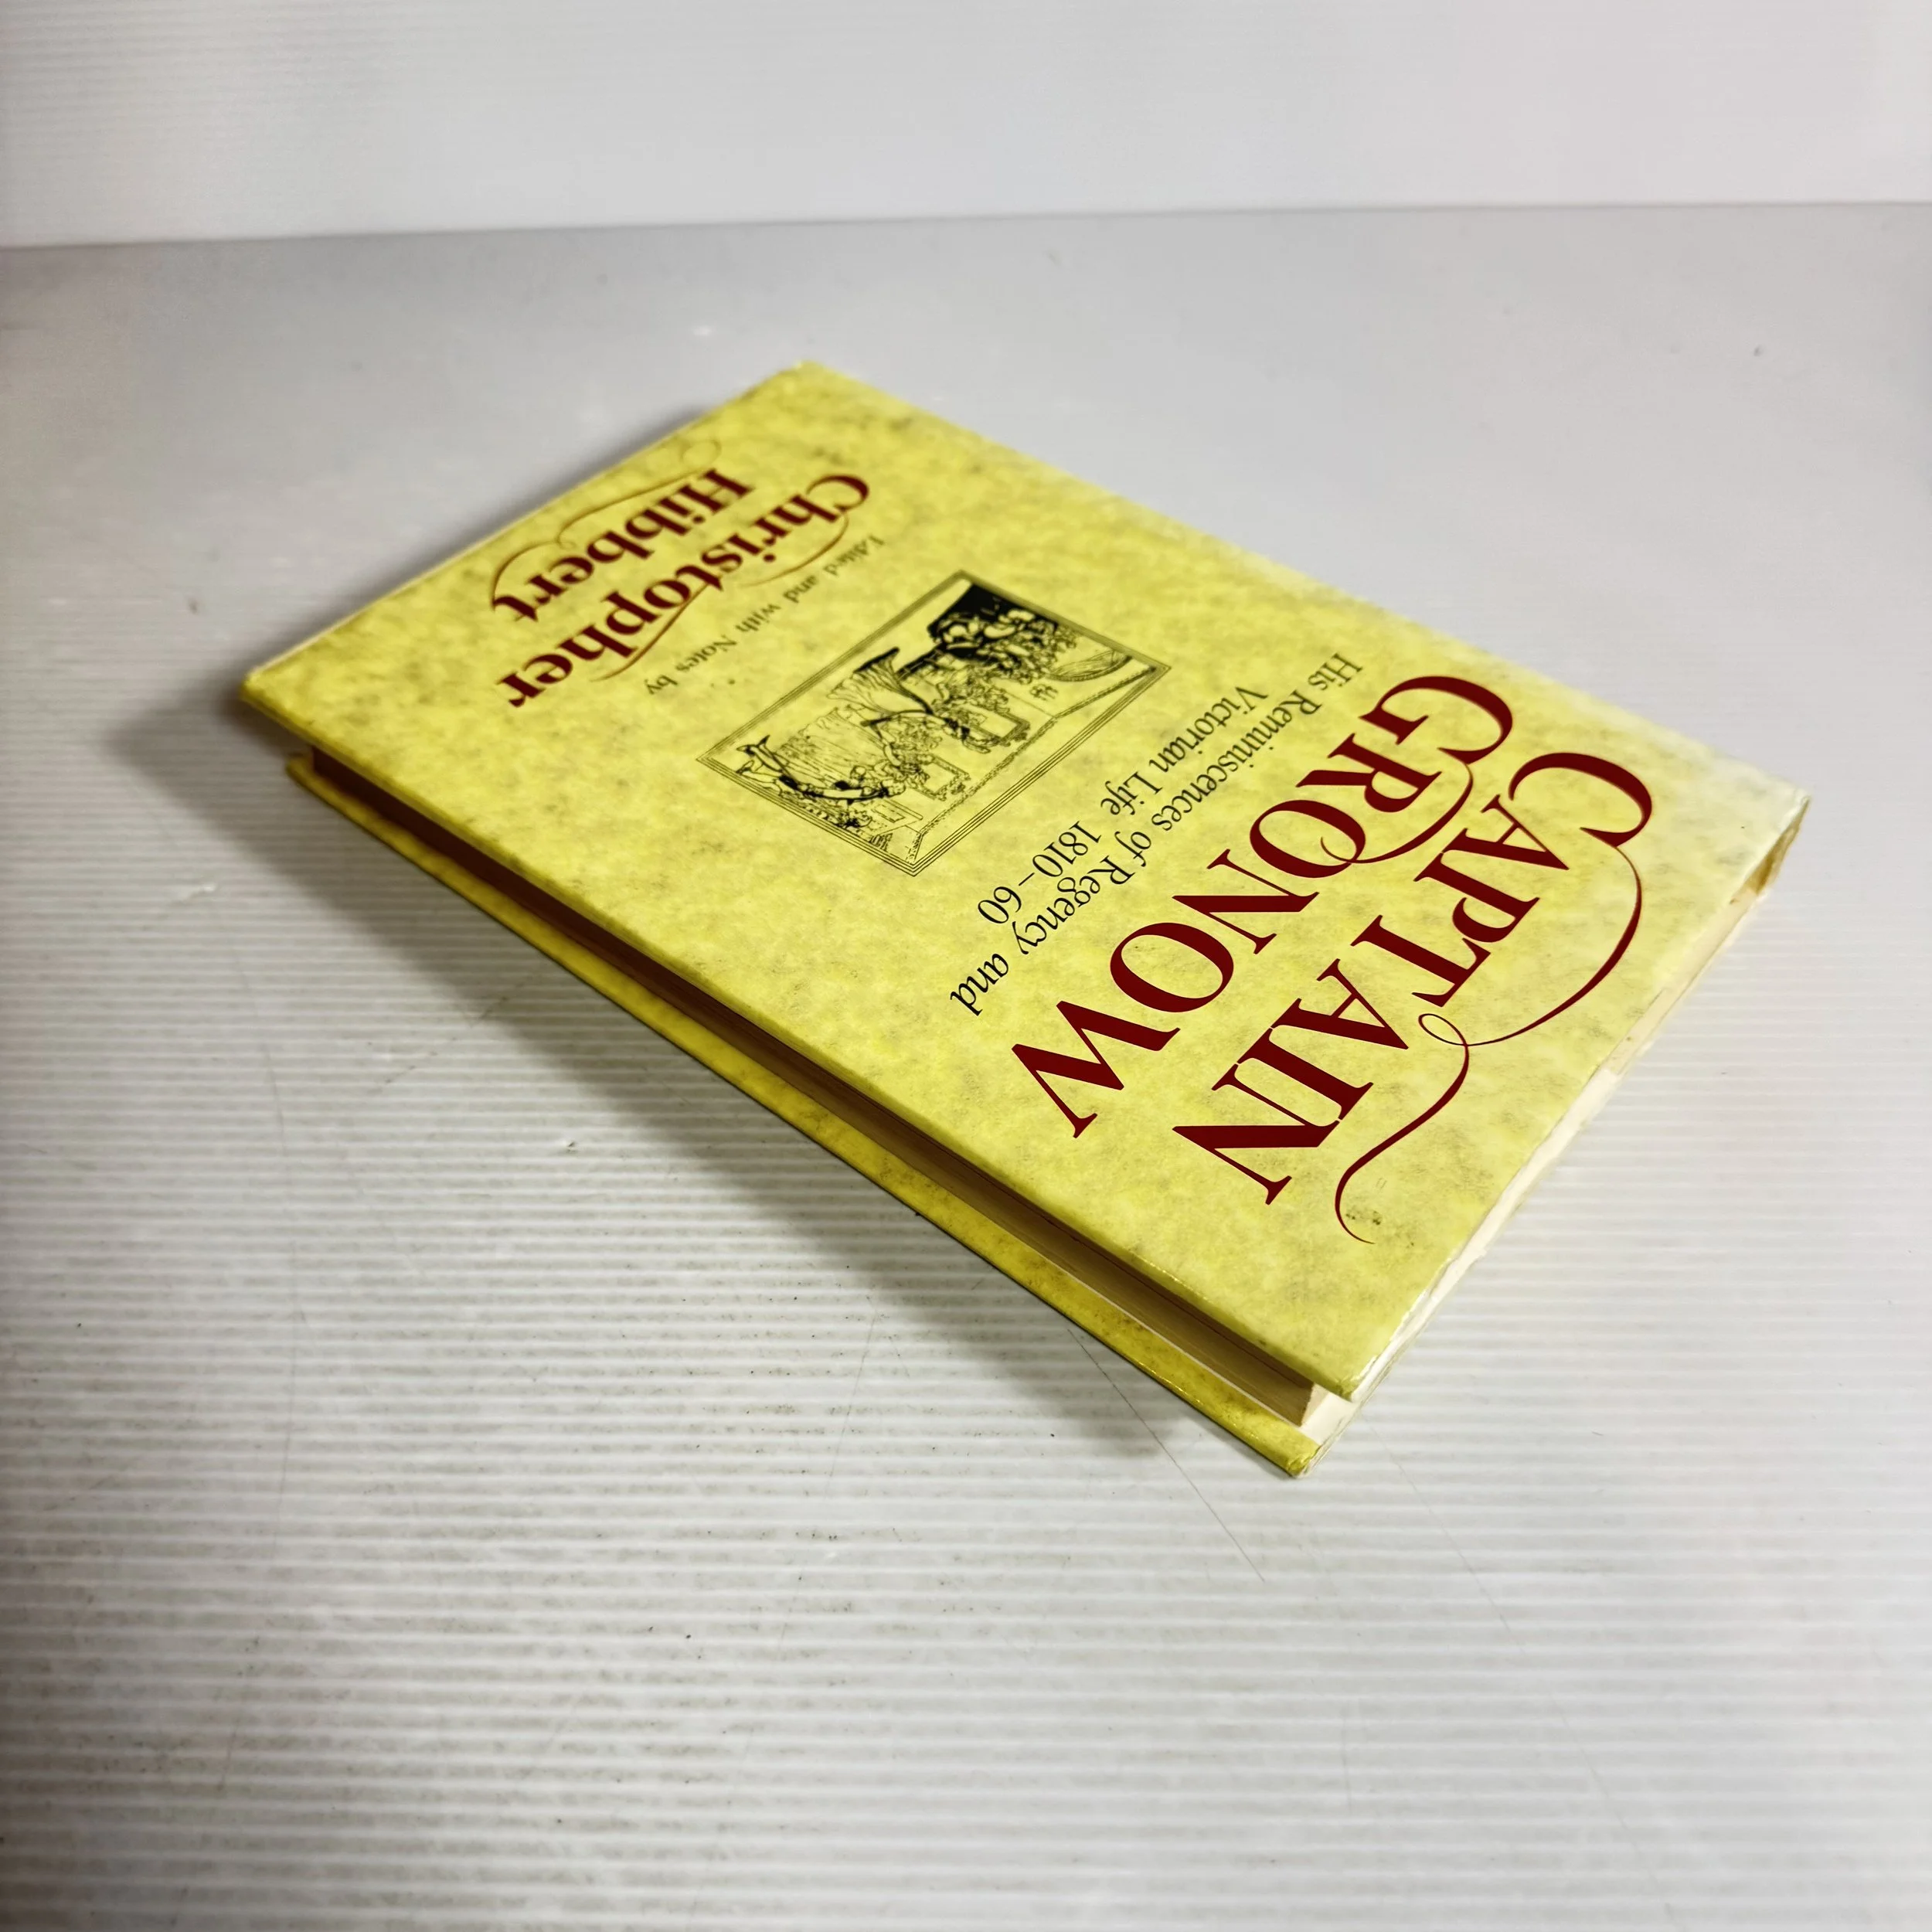 CAPTAIN
GRONOW
His Reminiscences of Regency and
Victorian Life 1810–60
Edited and with Notes by
Christopher
Hibbert